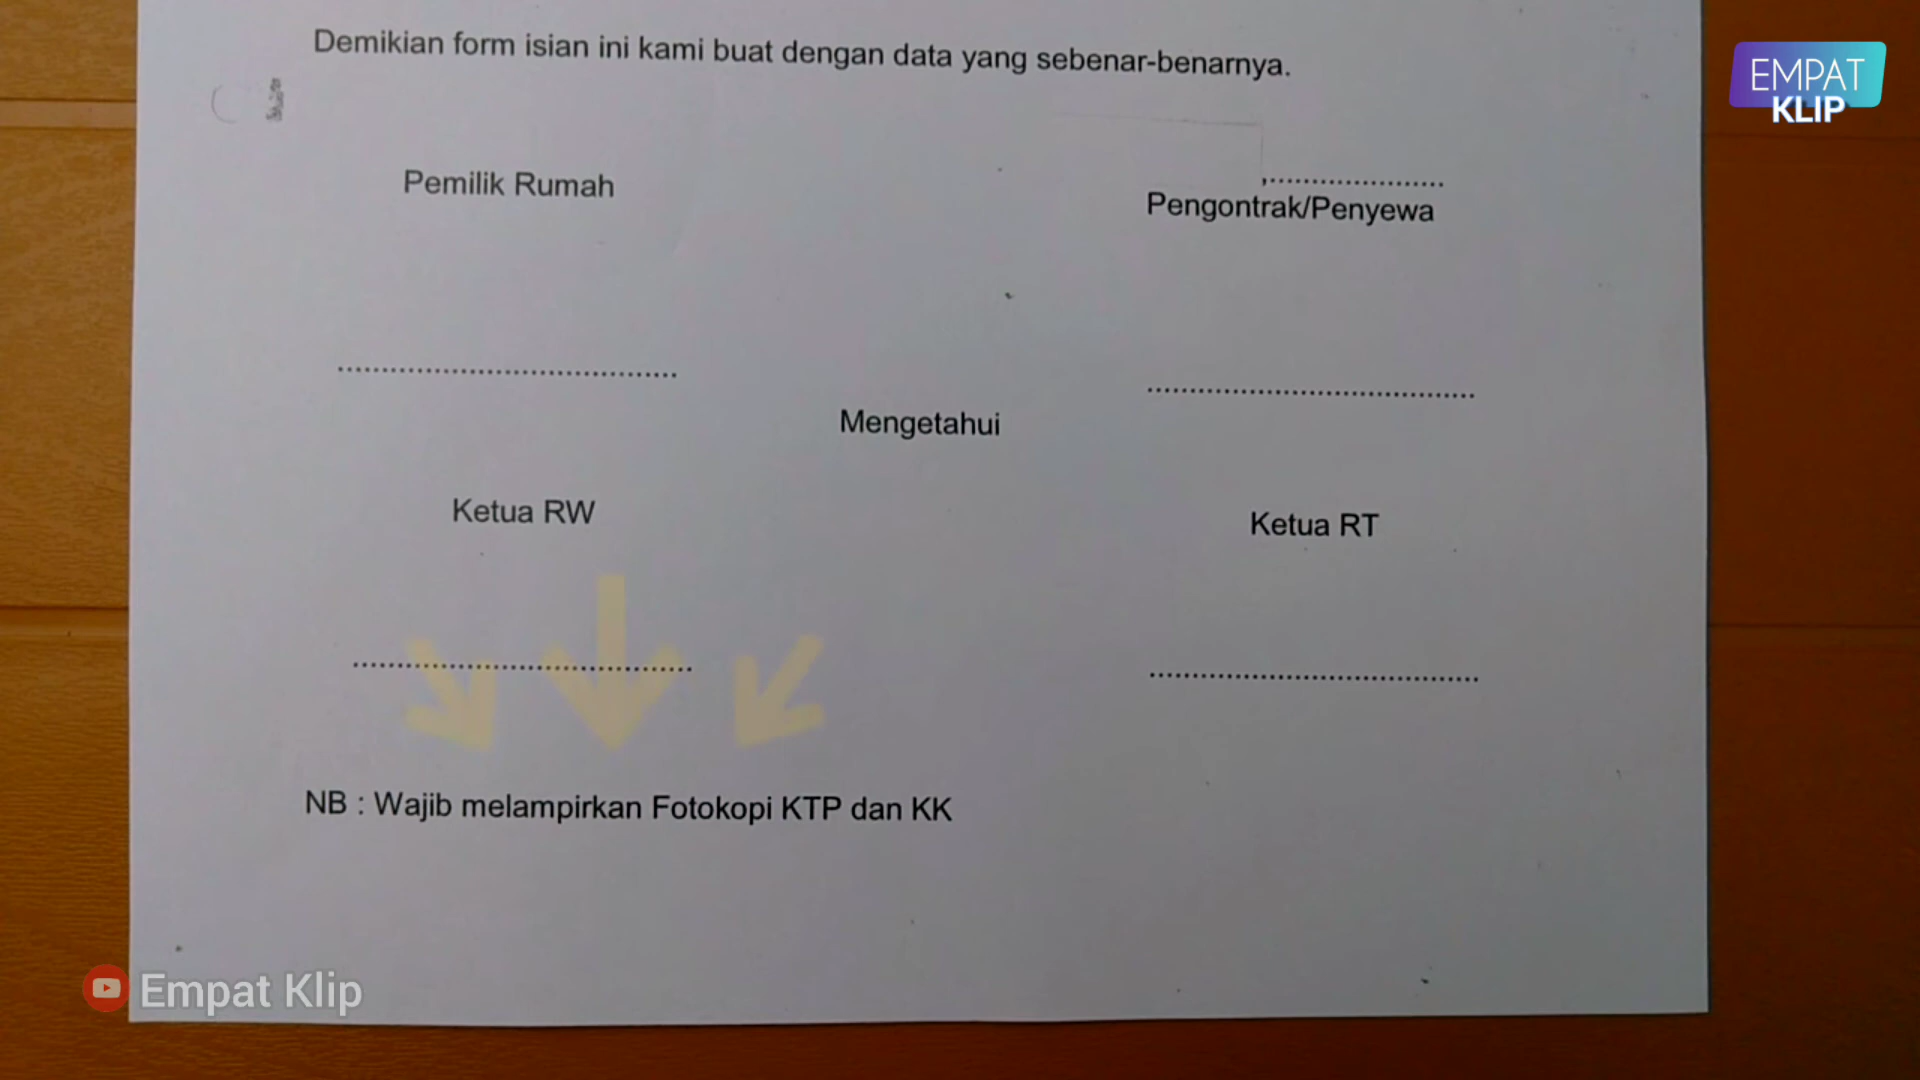 Demikian form isian ini kami buat dengan data yang sebenar-benarnya.
EMPAT
KLIP
,.....................
Pemilik Rumah
Pengontrak/Penyewa
.......................................
.......................................
Mengetahui
Ketua RW
Ketua RT
.......................................
.......................................
NB : Wajib melampirkan Fotokopi KTP dan KK
Empat Klip